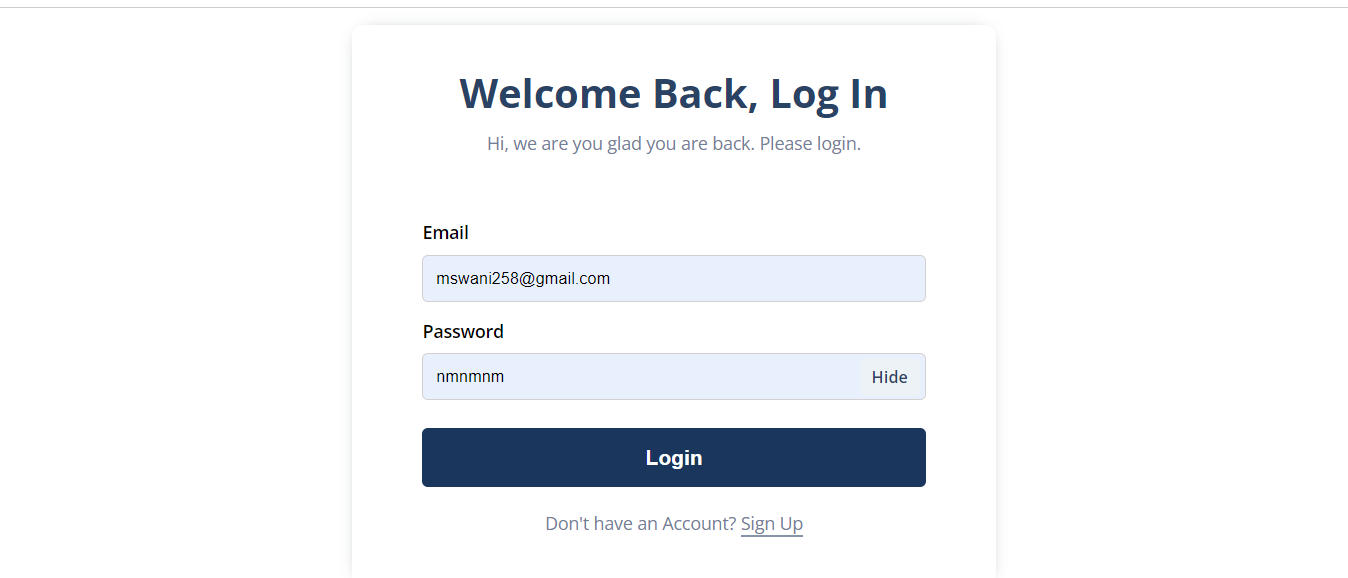 Welcome Back, Log In
Hi, we are you glad you are back. Please login.
Email
mswani258@gmail.com
Password
nmnmnm Hide
Login
Don't have an Account? Sign Up